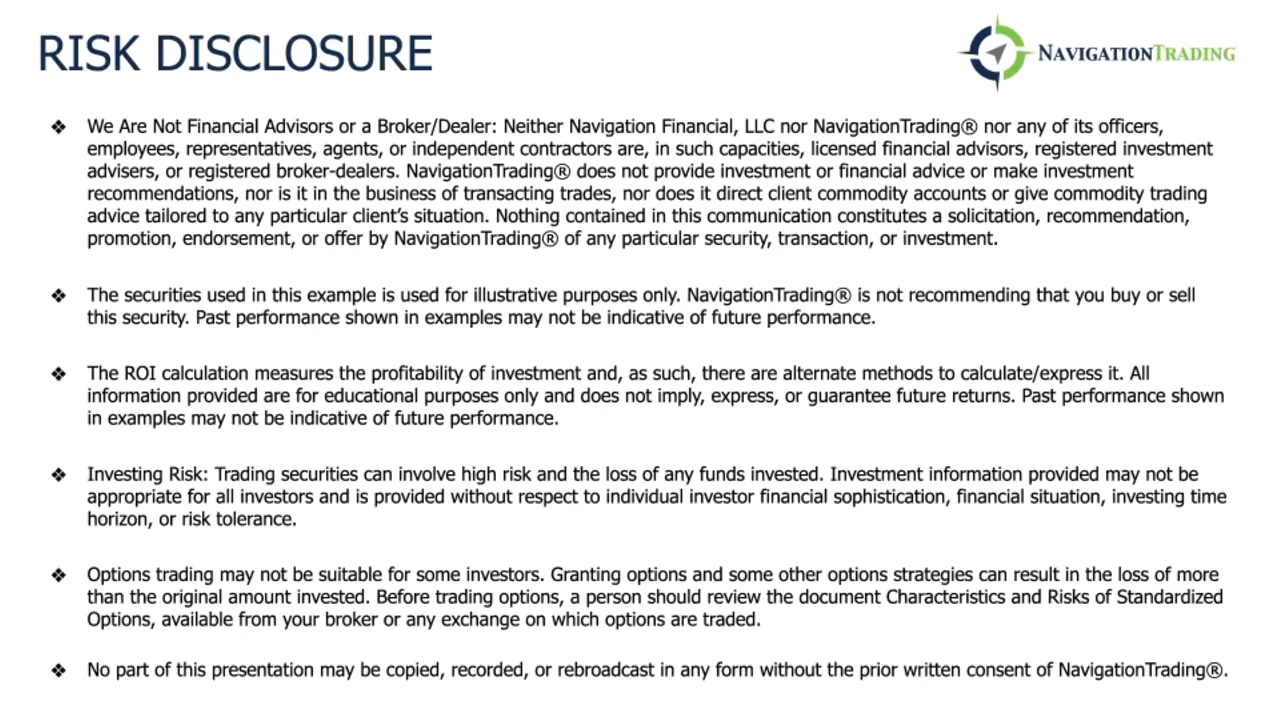 RISK DISCLOSURE
NAVIGATIONTRADING
❖ We Are Not Financial Advisors or a Broker/Dealer: Neither Navigation Financial, LLC nor NavigationTrading® nor any of its officers,
employees, representatives, agents, or independent contractors are, in such capacities, licensed financial advisors, registered investment
advisers, or registered broker-dealers. NavigationTrading® does not provide investment or financial advice or make investment
recommendations, nor is it in the business of transacting trades, nor does it direct client commodity accounts or give commodity trading
advice tailored to any particular client's situation. Nothing contained in this communication constitutes a solicitation, recommendation,
promotion, endorsement, or offer by NavigationTrading® of any particular security, transaction, or investment.
❖ The securities used in this example is used for illustrative purposes only. NavigationTrading® is not recommending that you buy or sell
this security. Past performance shown in examples may not be indicative of future performance.
❖ The ROI calculation measures the profitability of investment and, as such, there are alternate methods to calculate/express it. All
information provided are for educational purposes only and does not imply, express, or guarantee future returns. Past performance shown
in examples may not be indicative of future performance.
❖ Investing Risk: Trading securities can involve high risk and the loss of any funds invested. Investment information provided may not be
appropriate for all investors and is provided without respect to individual investor financial sophistication, financial situation, investing time
horizon, or risk tolerance.
❖ Options trading may not be suitable for some investors. Granting options and some other options strategies can result in the loss of more
than the original amount invested. Before trading options, a person should review the document Characteristics and Risks of Standardized
Options, available from your broker or any exchange on which options are traded.
❖ No part of this presentation may be copied, recorded, or rebroadcast in any form without the prior written consent of NavigationTrading®.